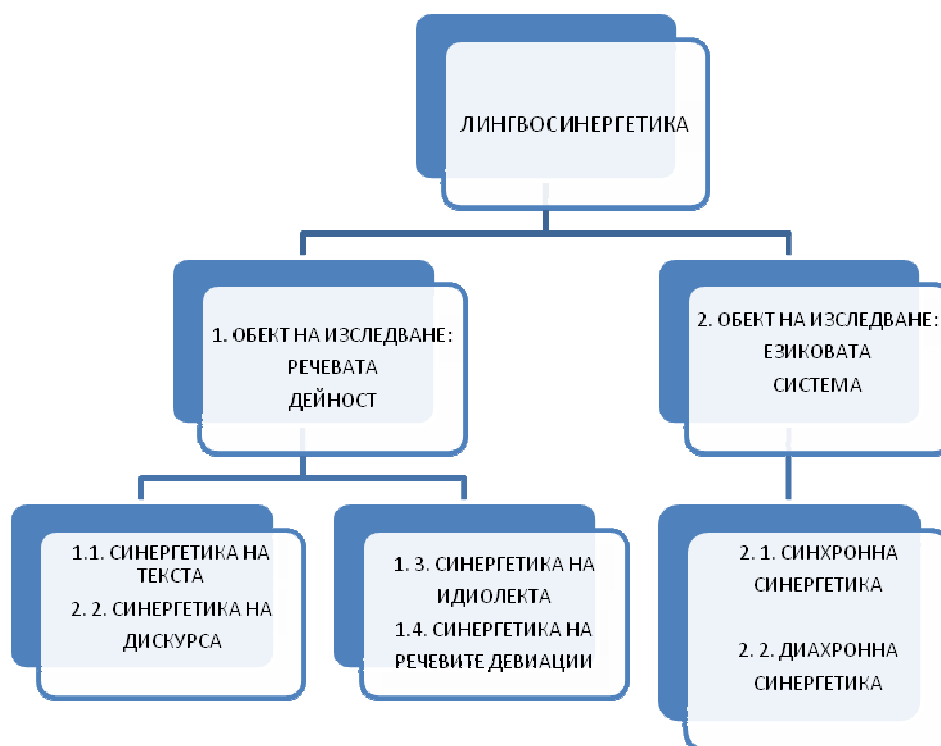 ЛИНГВОСИНЕРГЕТИКА
1. ОБЕКТ НА ИЗСЛЕДВАНЕ:
РЕЧЕВАТА
ДЕЙНОСТ
2. ОБЕКТ НА ИЗСЛЕДВАНЕ:
ЕЗИКОВАТА
СИСТЕМА
1.1. СИНЕРГЕТИКА НА
ТЕКСТА
2. 2. СИНЕРГЕТИКА НА
ДИСКУРСА
1. 3. СИНЕРГЕТИКА НА
ИДИОЛЕКТА
1.4. СИНЕРГЕТИКА НА
РЕЧЕВИТЕ ДЕВИАЦИИ
2. 1. СИНХРОННА
СИНЕРГЕТИКА
2. 2. ДИАХРОННА
СИНЕРГЕТИКА